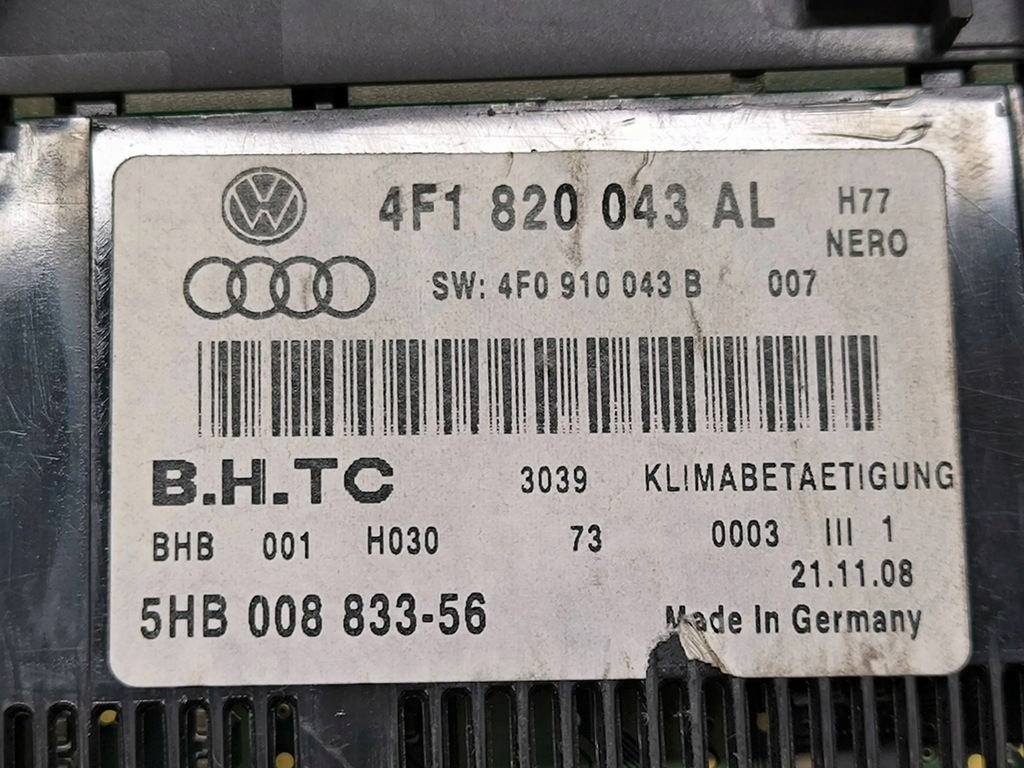 4F1 820 043 AL H77
NERO
SW: 4F0 910 043 B 007
B.H.TC 3039 KLIMABETAETIGUNG
BHB 001 H030 73 0003 III 1
21.11.08
5HB 008 833-56 Made In Germany